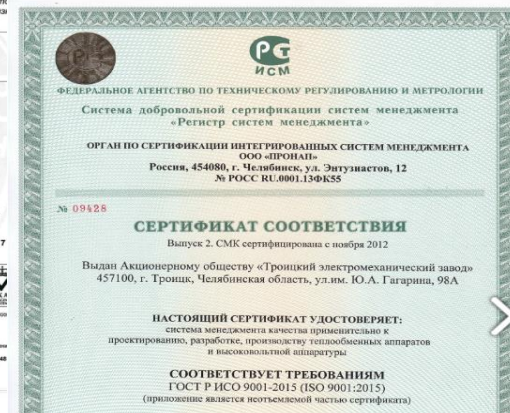 РСТ
ИСМ
ФЕДЕРАЛЬНОЕ АГЕНТСТВО ПО ТЕХНИЧЕСКОМУ РЕГУЛИРОВАНИЮ И МЕТРОЛОГИИ
Система добровольной сертификации систем менеджмента
«Регистр систем менеджмента»
ОРГАН ПО СЕРТИФИКАЦИИ ИНТЕГРИРОВАННЫХ СИСТЕМ МЕНЕДЖМЕНТА
ООО «ПРОНАП»
Россия, 454080, г. Челябинск, ул. Энтузиастов, 12
№ РОСС RU.0001.13ФК55
№ 09428
СЕРТИФИКАТ СООТВЕТСТВИЯ
Выпуск 2. СМК сертифицирована с ноября 2012
Выдан Акционерному обществу «Троицкий электромеханический завод»
457100, г. Троицк, Челябинская область, ул.им. Ю.А. Гагарина, 98А
НАСТОЯЩИЙ СЕРТИФИКАТ УДОСТОВЕРЯЕТ:
система менеджмента качества применительно к
проектированию, разработке, производству теплообменных аппаратов
и высоковольтной аппаратуры
СООТВЕТСТВУЕТ ТРЕБОВАНИЯМ
ГОСТ Р ИСО 9001-2015 (ISO 9001:2015)
(приложение является неотъемлемой частью сертификата)